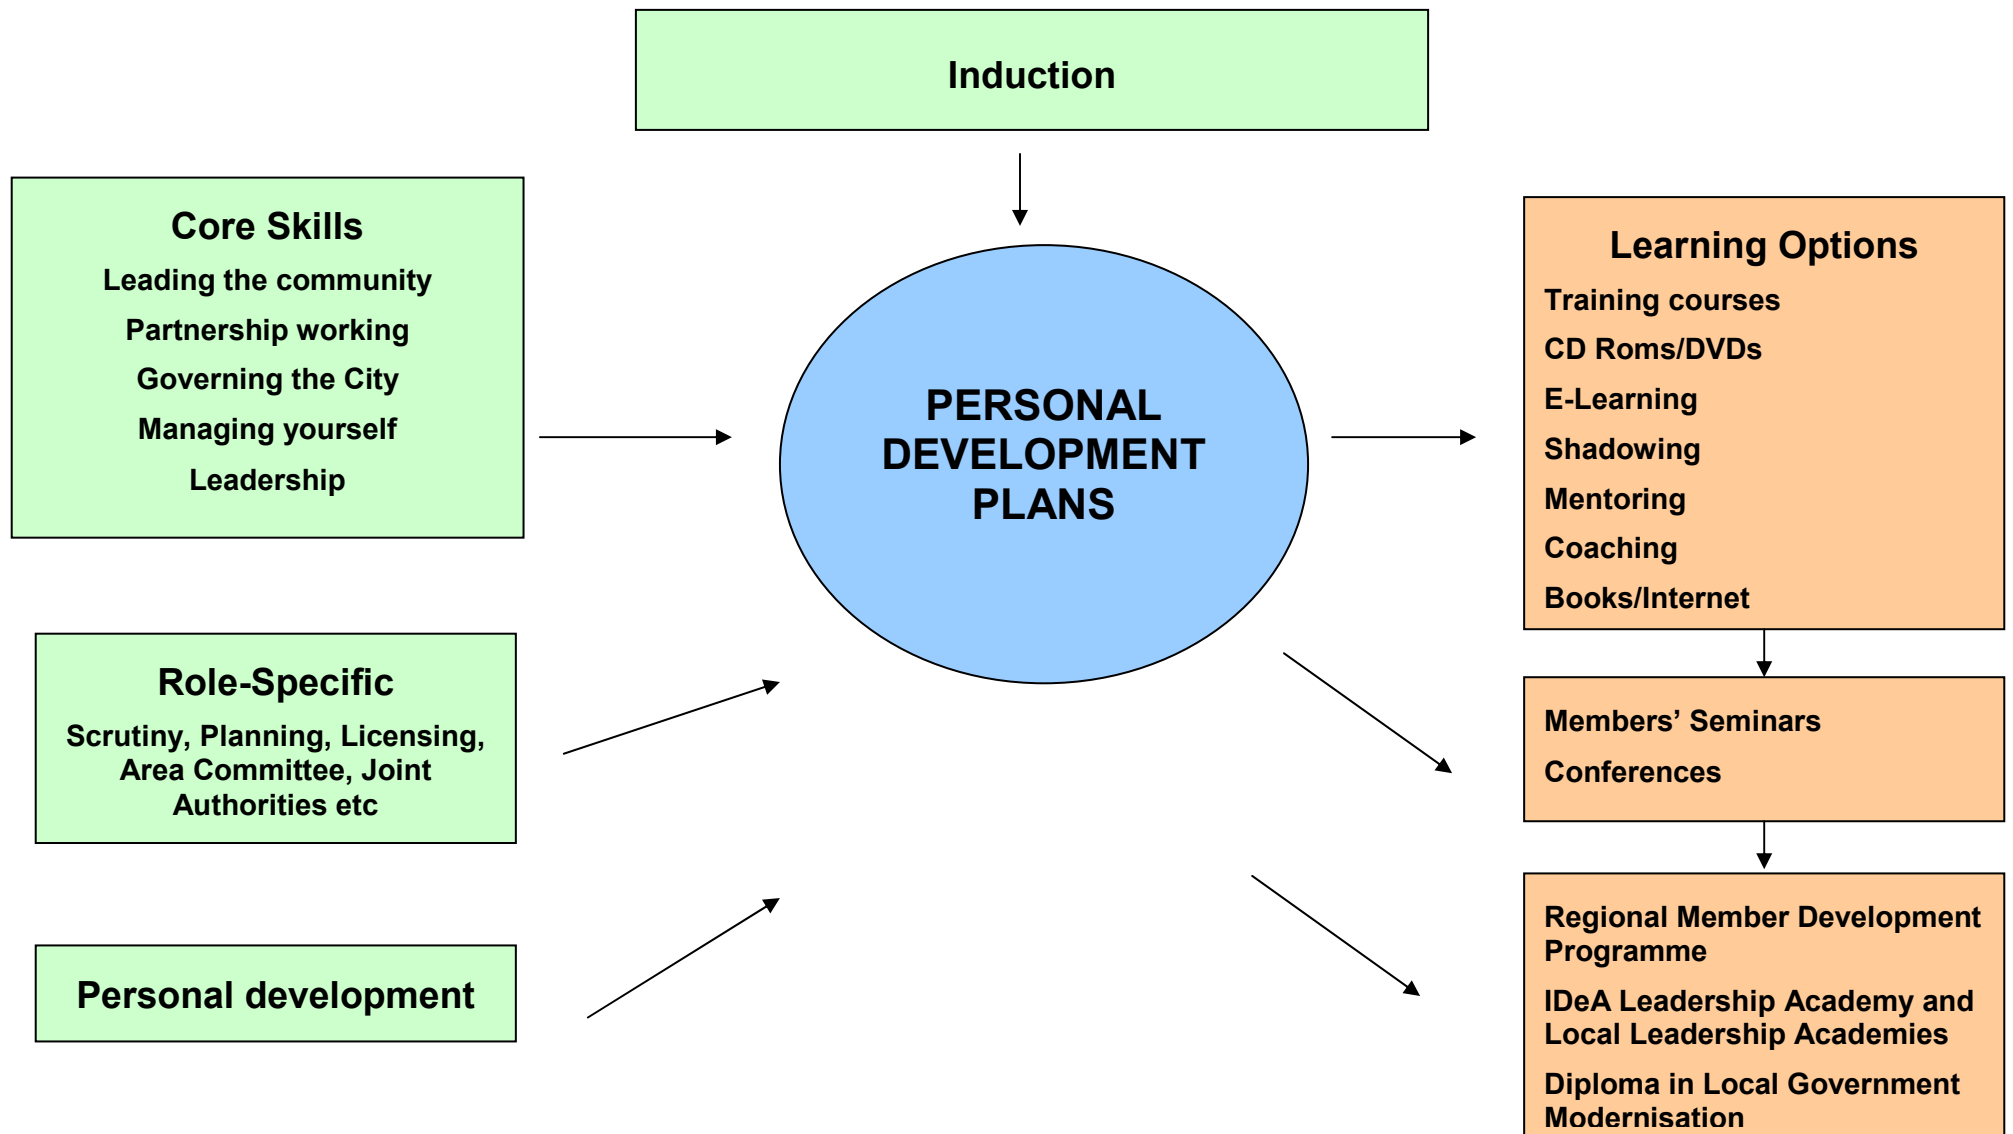 Induction
Core Skills
Leading the community
Partnership working
Governing the City
Managing yourself
Leadership
Role-Specific
Scrutiny, Planning, Licensing,
Area Committee, Joint
Authorities etc
Personal development
PERSONAL
DEVELOPMENT
PLANS
Learning Options
Training courses
CD Roms/DVDs
E-Learning
Shadowing
Mentoring
Coaching
Books/Internet
Members’ Seminars
Conferences
Regional Member Development
Programme
IDeA Leadership Academy and
Local Leadership Academies
Diploma in Local Government
Modernisation